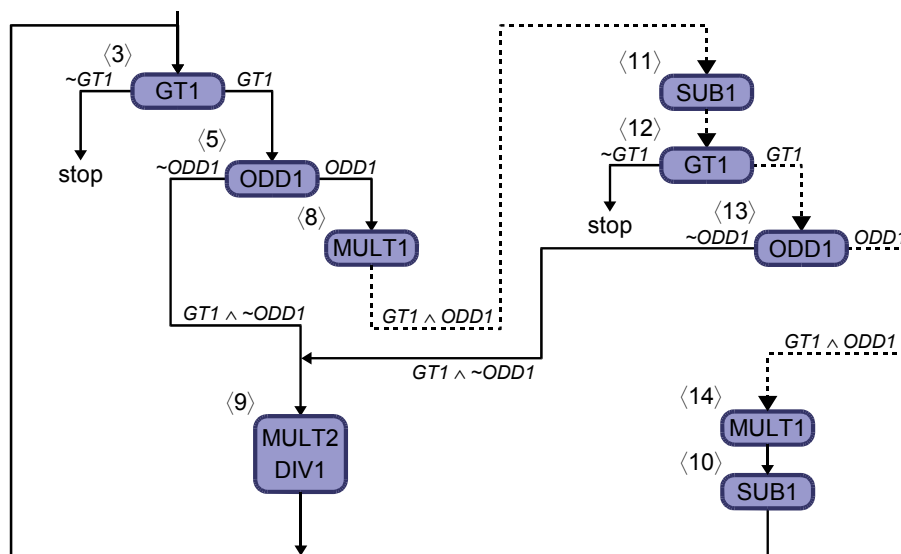 ⟨3⟩
~GT1
GT1
GT1
stop
⟨5⟩
~ODD1
ODD1
ODD1
⟨8⟩
MULT1
GT1 ∧ ~ODD1
GT1 ∧ ODD1
⟨9⟩
MULT2
DIV1
⟨11⟩
SUB1
⟨12⟩
~GT1
GT1
GT1
stop
⟨13⟩
~ODD1
ODD1
ODD1
GT1 ∧ ~ODD1
GT1 ∧ ODD1
⟨14⟩
MULT1
⟨10⟩
SUB1